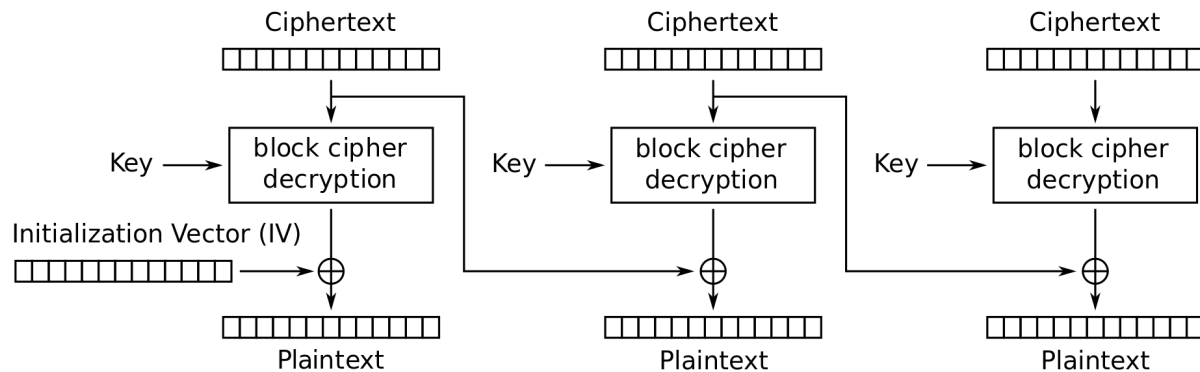 Ciphertext Ciphertext Ciphertext
Key block cipher decryption Key block cipher decryption Key block cipher decryption
Initialization Vector (IV)
Plaintext Plaintext Plaintext